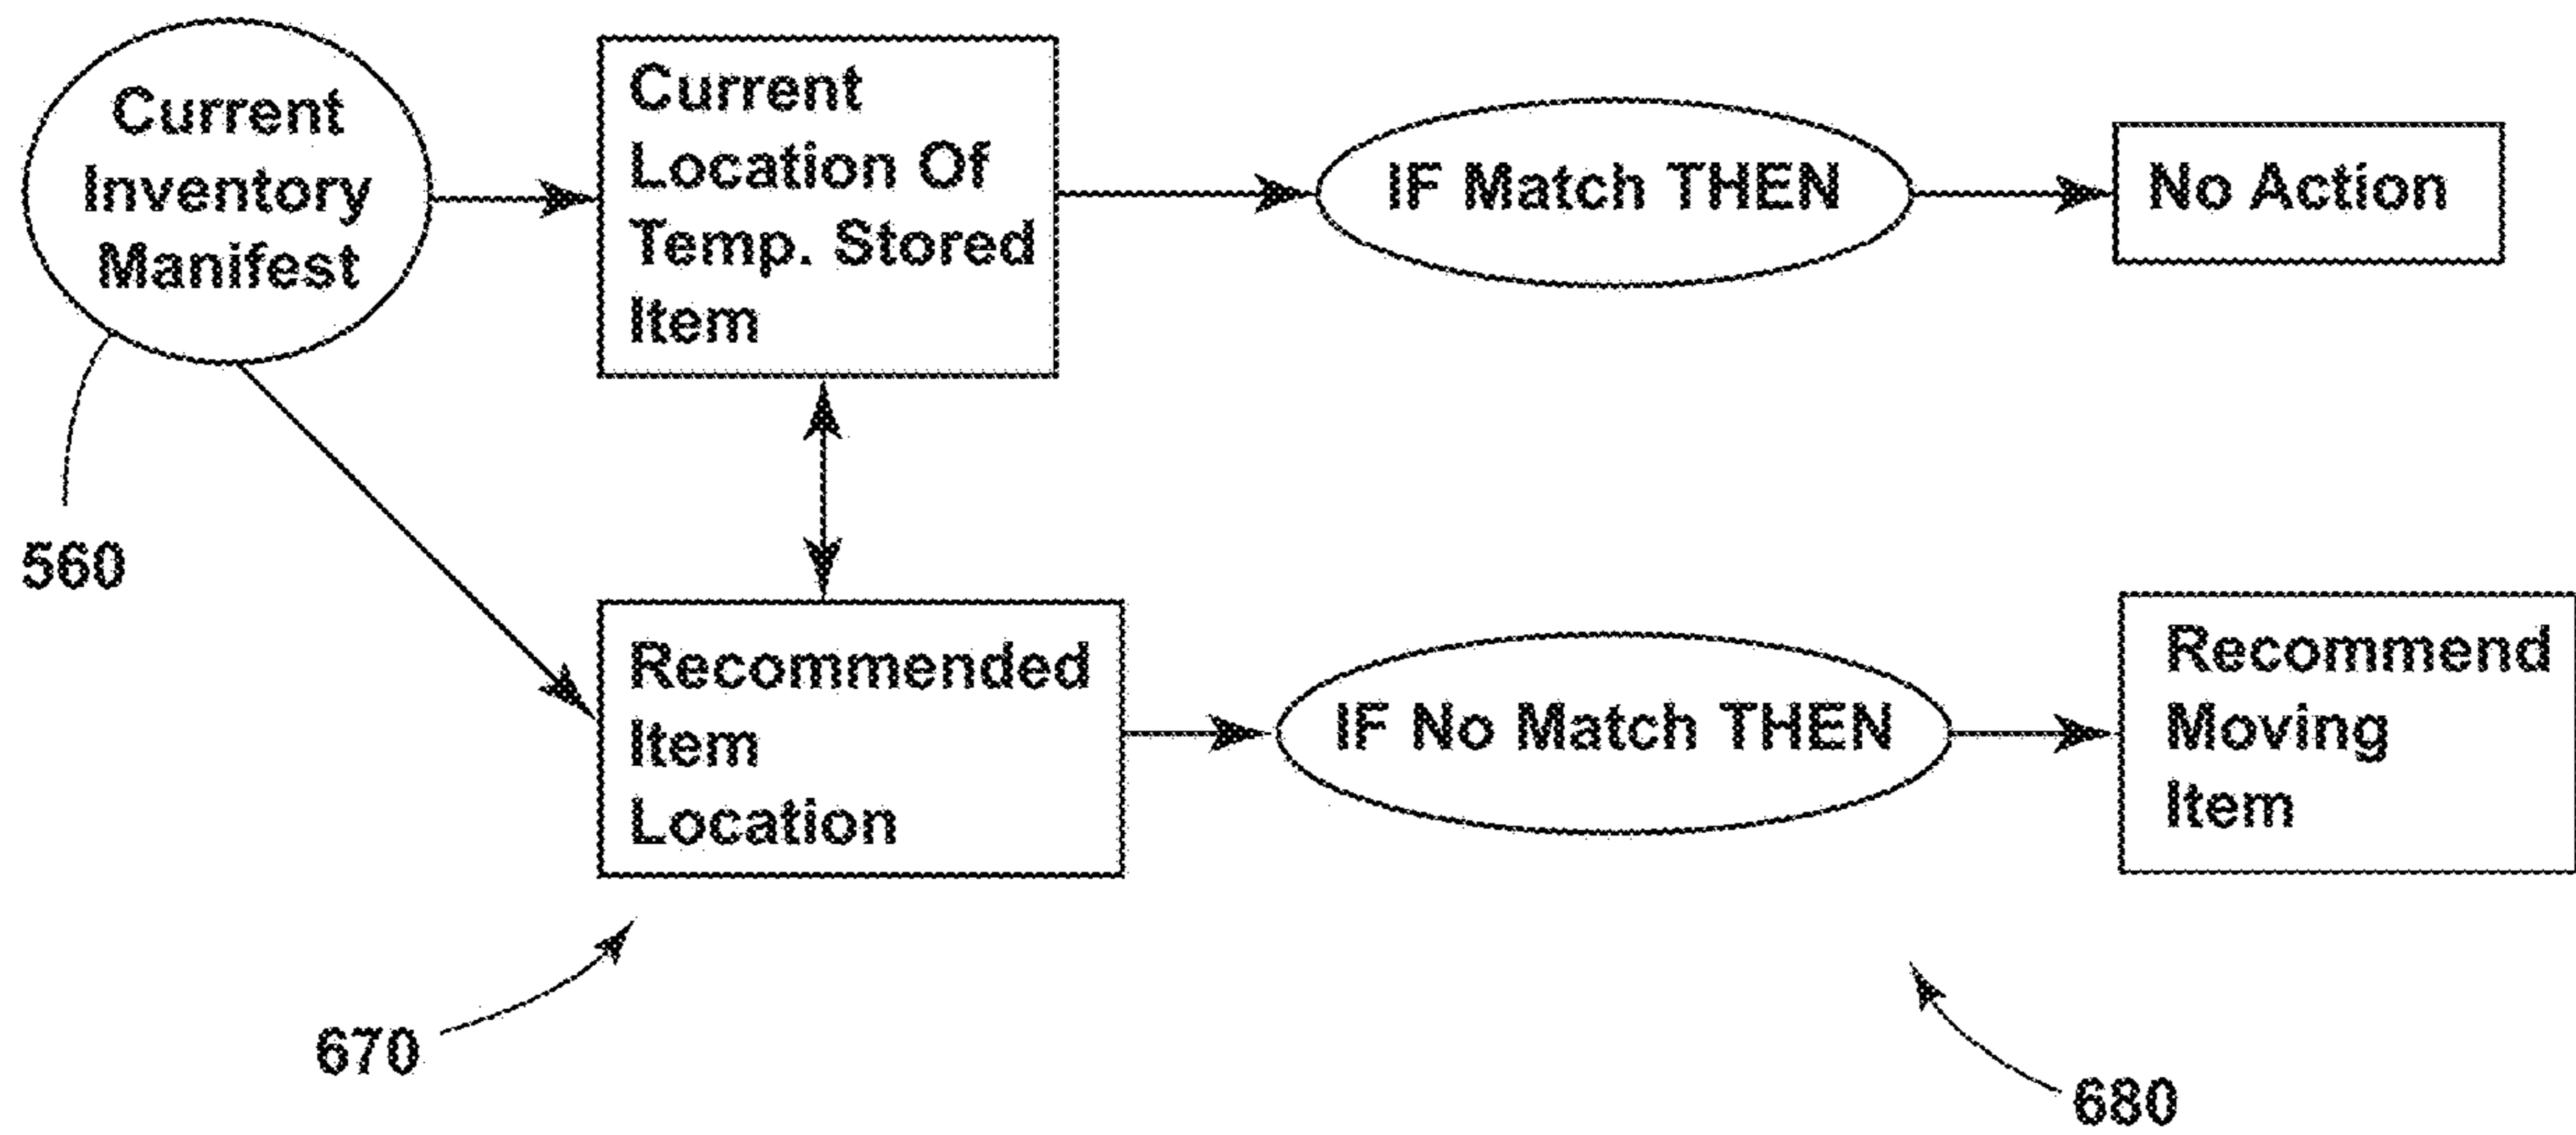 Current
Inventory
Manifest
Current
Location Of
Temp. Stored
Item
IF Match THEN
No Action
560
Recommended
Item
Location
IF No Match THEN
Recommend
Moving
Item
670
680